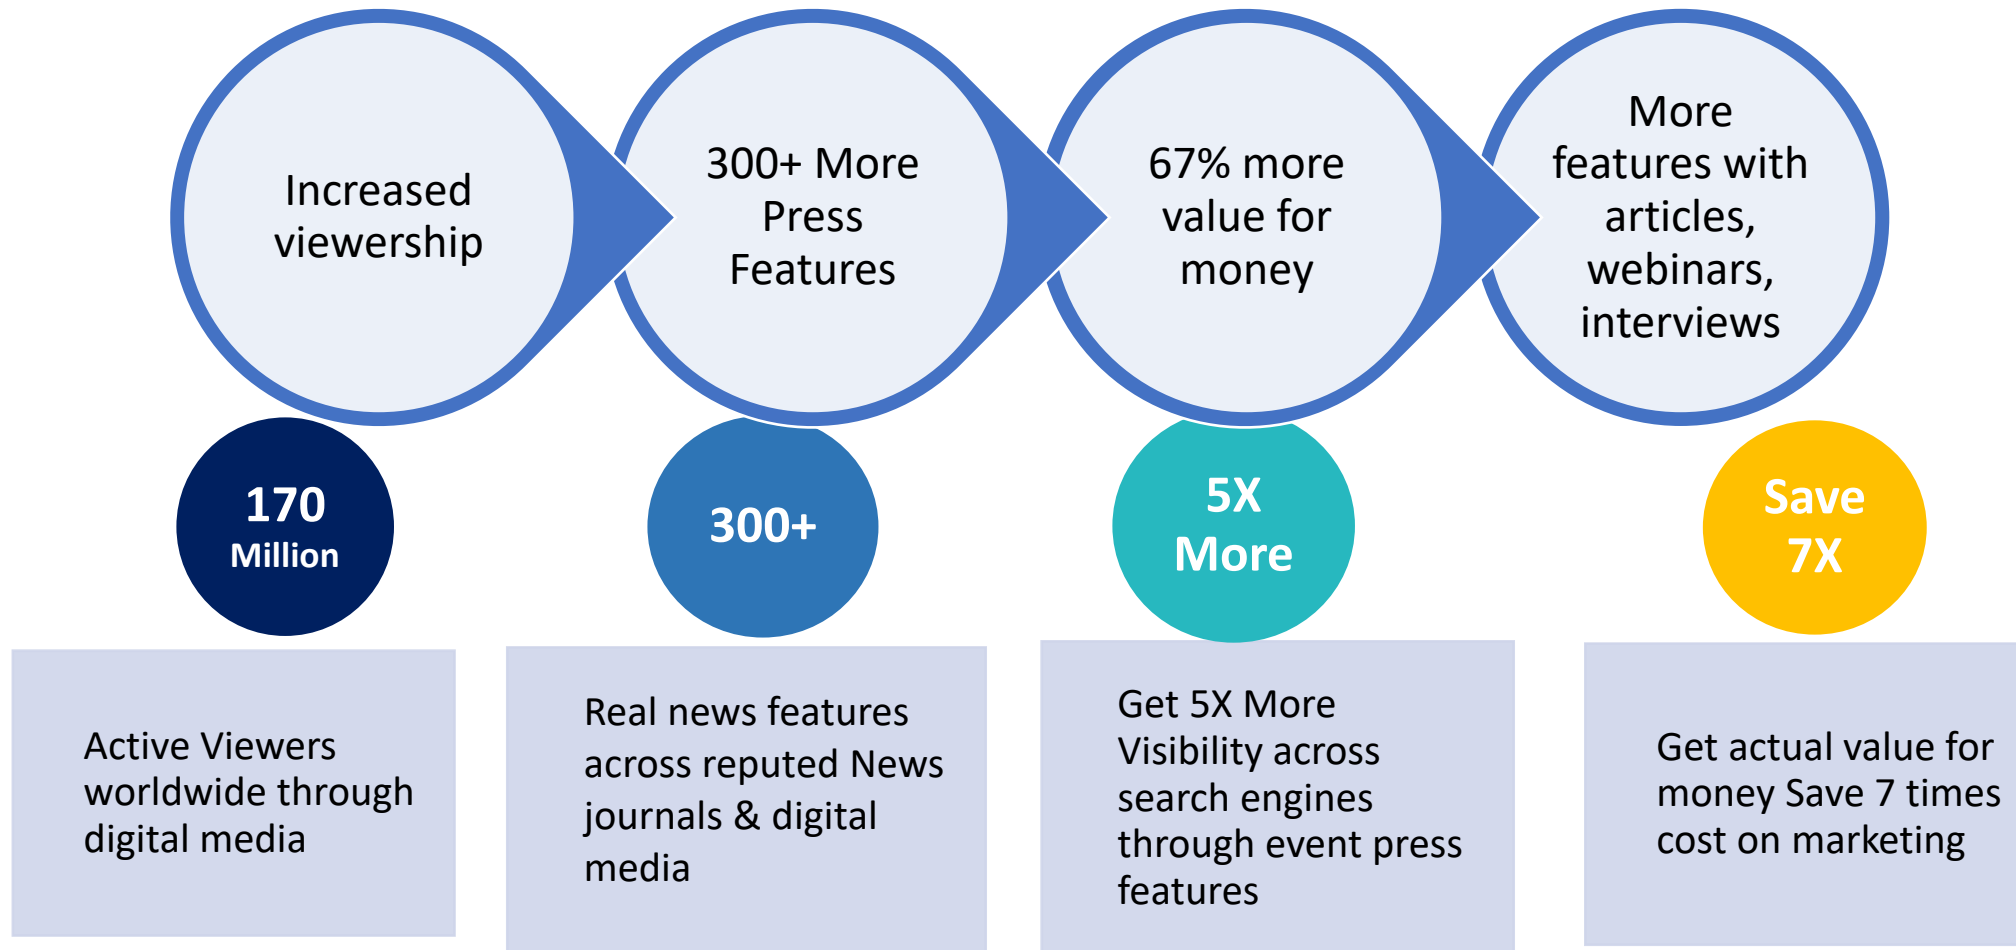 Increased
viewership
300+ More
Press
Features
67% more
value for
money
More
features with
articles,
webinars,
interviews
170
Million
300+
5X
More
Save
7X
Active Viewers
worldwide through
digital media
Real news features
across reputed News
journals & digital
media
Get 5X More
Visibility across
search engines
through event press
features
Get actual value for
money Save 7 times
cost on marketing